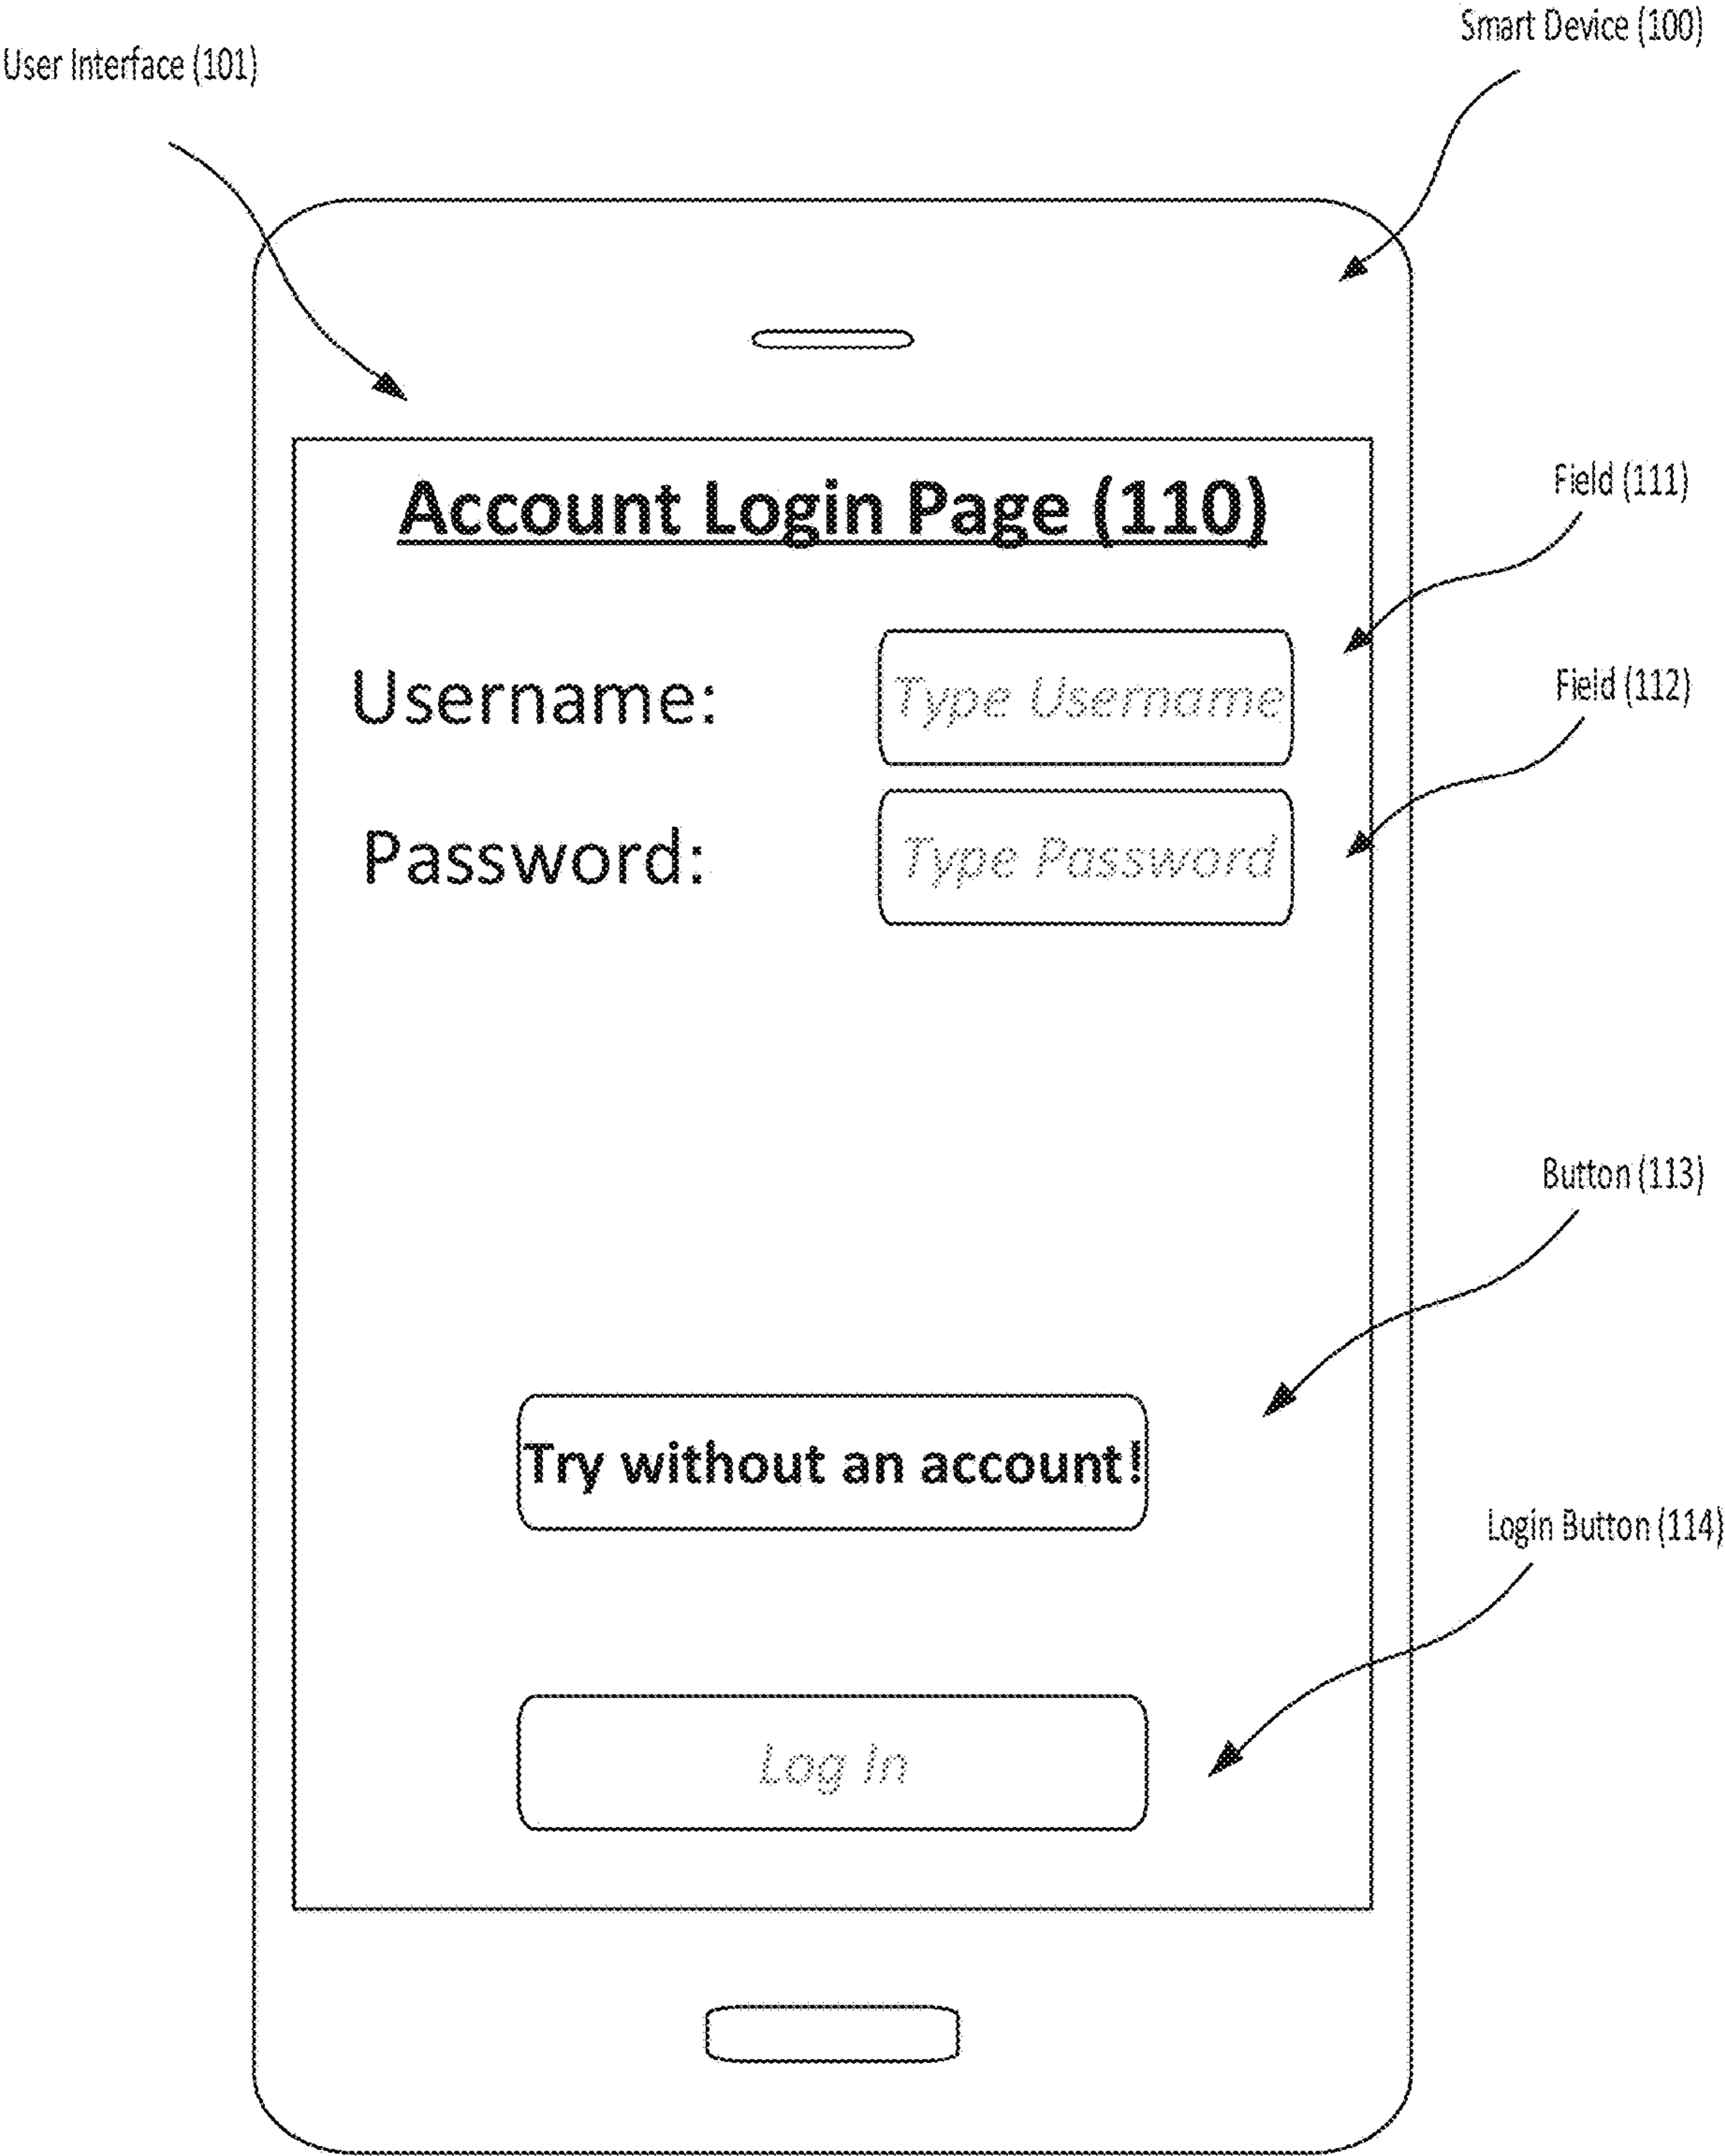 Smart Device (100)
User Interface (101)
Account Login Page (110)
Field (111)
Username:
Type Username
Field (112)
Password:
Type Password
Button (113)
Try without an account!
Login Button (114)
Log In